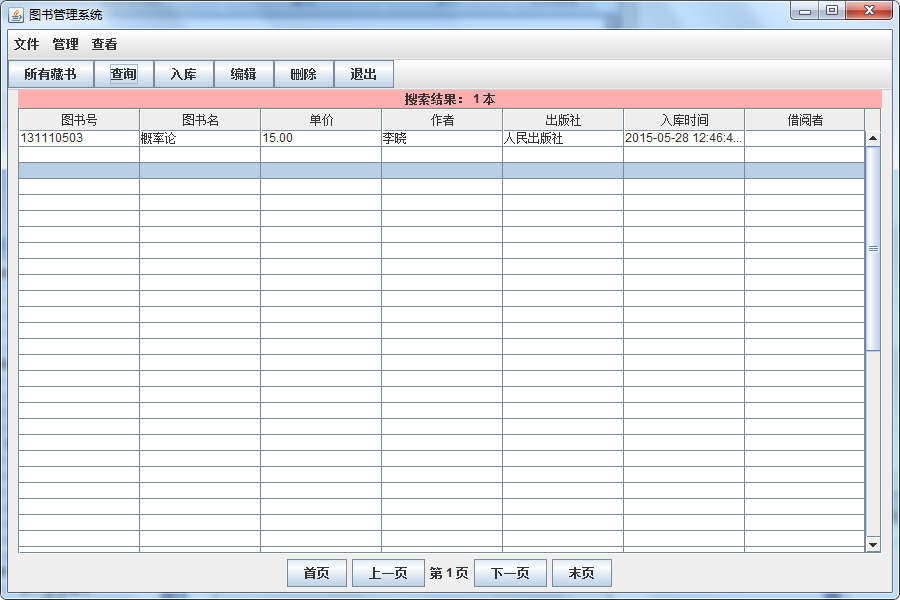 图书管理系统
文件 管理 查看
所有藏书 查询 入库 编辑 删除 退出
搜索结果： 1 本
图书号 图书名 单价 作者 出版社 入库时间 借阅者
131110503 概率论 15.00 李晓 人民出版社 2015-05-28 12:46:4...
首页 上一页 第 1 页 下一页 末页